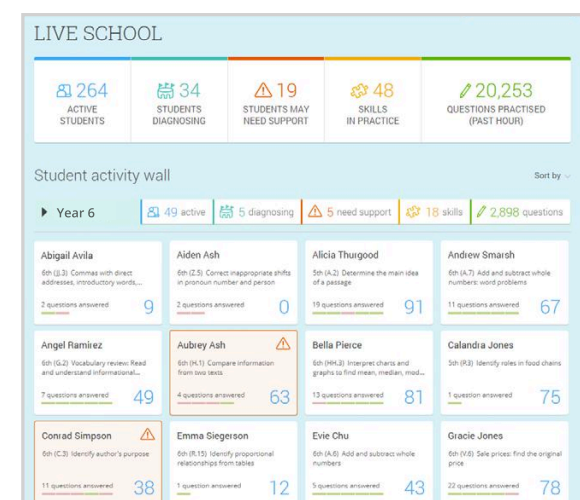 LIVE SCHOOL
264
ACTIVE
STUDENTS
34
STUDENTS
DIAGNOSING
19
STUDENTS MAY
NEED SUPPORT
48
SKILLS
IN PRACTICE
20,253
QUESTIONS PRACTISED
(PAST HOUR)
Student activity wall
Sort by
Year 6
49 active
5 diagnosing
5 need support
18 skills
2,898 questions
Abigail Avila
6th (J.3) Commas with direct
addresses, introductory words,...
2 questions answered
9
Aiden Ash
6th (Z.5) Correct inappropriate shifts
in pronoun number and person
2 questions answered
0
Alicia Thurgood
5th (A.2) Determine the main idea
of a passage
19 questions answered
91
Andrew Smarsh
6th (A.7) Add and subtract whole
numbers: word problems
11 questions answered
67
Angel Ramirez
6th (G.2) Vocabulary review: Read
and understand informational...
7 questions answered
49
Aubrey Ash
6th (H.1) Compare information
from two texts
4 questions answered
63
Bella Pierce
6th (HH.3) Interpret charts and
graphs to find mean, median, mod...
13 questions answered
81
Calandra Jones
5th (R.3) Identify roles in food chains
1 question answered
75
Conrad Simpson
6th (C.3) Identify author's purpose
11 questions answered
38
Emma Siegerson
6th (R.15) Identify proportional
relationships from tables
1 question answered
12
Evie Chu
6th (A.6) Add and subtract whole
numbers
5 questions answered
43
Gracie Jones
6th (V.6) Sale prices: find the original
price
22 questions answered
78